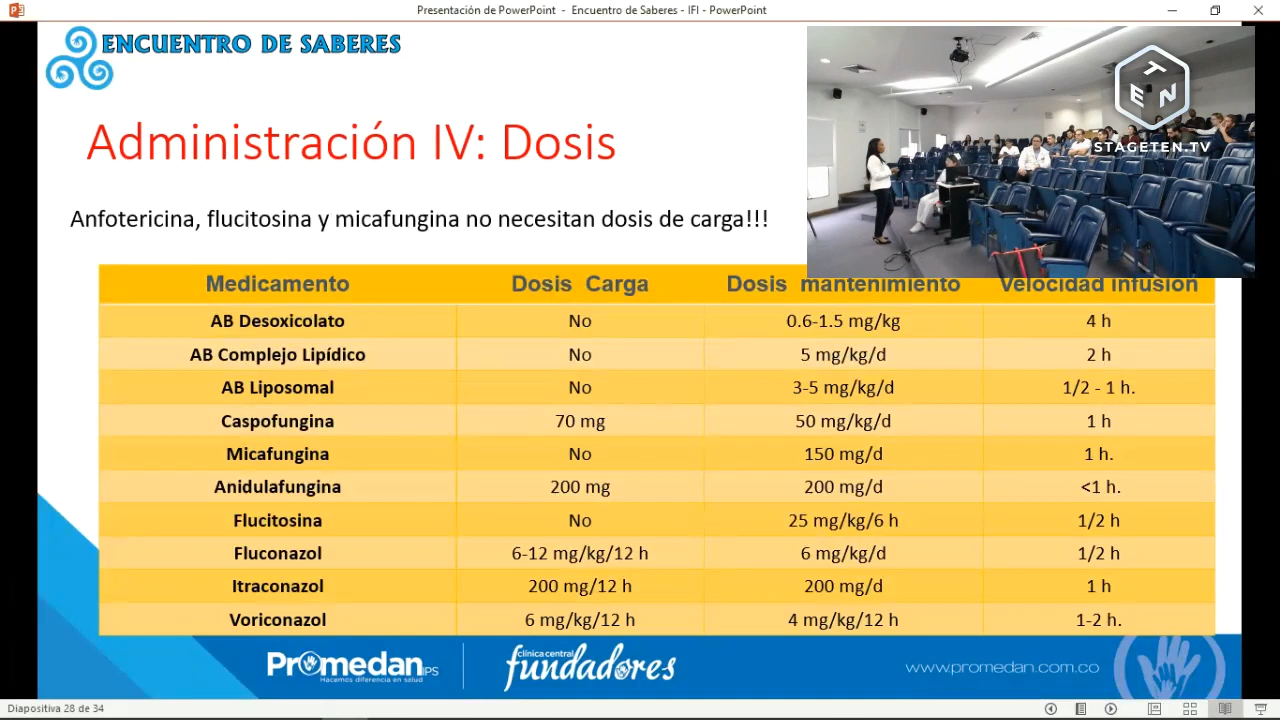 Presentación de PowerPoint - Encuentro de Saberes - IFI - PowerPoint
ENCUENTRO DE SABERES
TEN
STAGETEN.TV
Administración IV: Dosis
Anfotericina, flucitosina y micafungina no necesitan dosis de carga!!!
Medicamento Dosis Carga Dosis mantenimiento Velocidad infusión
AB Desoxicolato No 0.6-1.5 mg/kg 4 h
AB Complejo Lipídico No 5 mg/kg/d 2 h
AB Liposomal No 3-5 mg/kg/d 1/2 - 1 h.
Caspofungina 70 mg 50 mg/kg/d 1 h
Micafungina No 150 mg/d 1 h.
Anidulafungina 200 mg 200 mg/d <1 h.
Flucitosina No 25 mg/kg/6 h 1/2 h
Fluconazol 6-12 mg/kg/12 h 6 mg/kg/d 1/2 h
Itraconazol 200 mg/12 h 200 mg/d 1 h
Voriconazol 6 mg/kg/12 h 4 mg/kg/12 h 1-2 h.
Promedan IPS
Hacemos diferencia en salud
clínica central
fundadores
www.promedan.com.co
Diapositiva 28 de 34